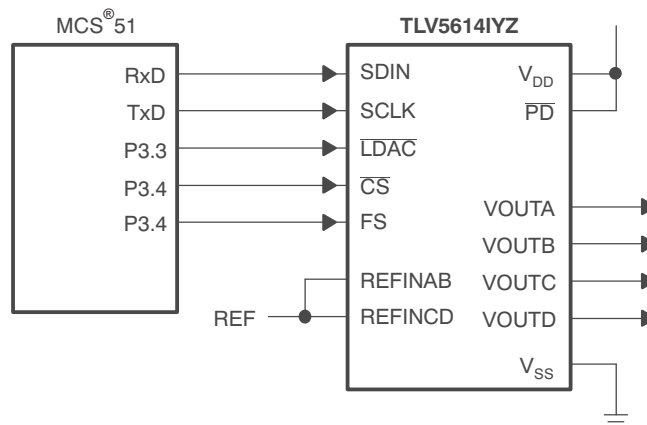 MCS®51
TLV5614IYZ
RxD
TxD
P3.3
P3.4
P3.4
SDIN
SCLK
LDAC
CS
FS
REFINAB
REFINCD
REF
VDD
PD
VOUTA
VOUTB
VOUTC
VOUTD
VSS